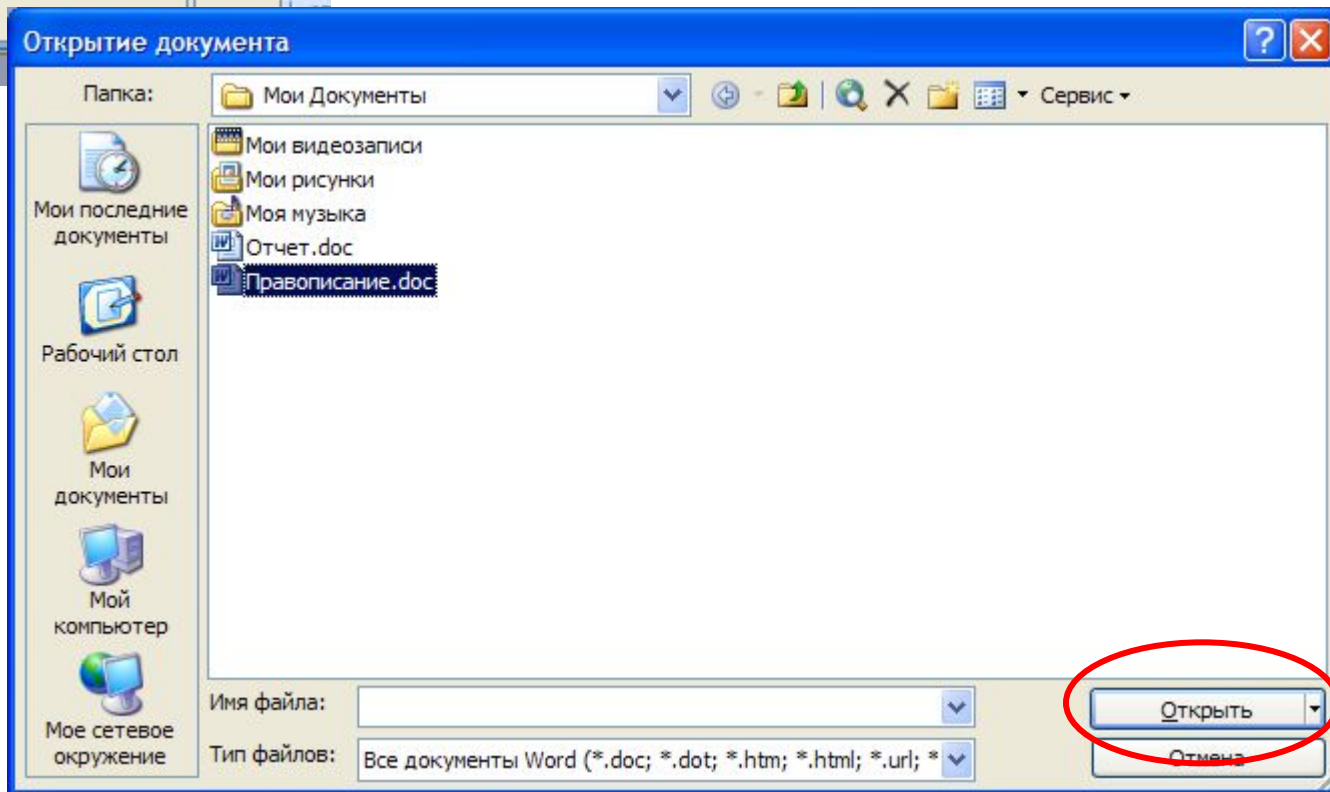 Открытие документа
Папка:
Мои Документы
Сервис
Мои последние
документы
Рабочий стол
Мои
документы
Мой
компьютер
Мое сетевое
окружение
Мои видеозаписи
Мои рисунки
Моя музыка
Отчет.doc
Правописание.doc
Имя файла:
Открыть
Тип файлов:
Все документы Word (*.doc; *.dot; *.htm; *.html; *.url; *
Отмена